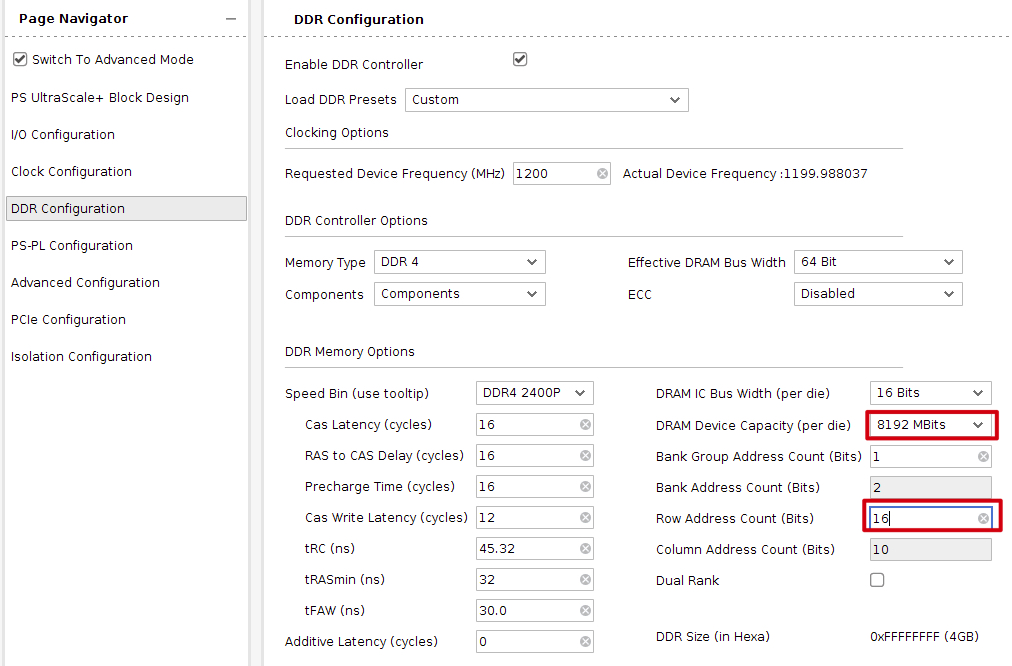 Page Navigator
Switch To Advanced Mode
PS UltraScale+ Block Design
I/O Configuration
Clock Configuration
DDR Configuration
PS-PL Configuration
Advanced Configuration
PCIe Configuration
Isolation Configuration
DDR Configuration
Enable DDR Controller
Load DDR Presets Custom
Clocking Options
Requested Device Frequency (MHz) 1200 Actual Device Frequency :1199.988037
DDR Controller Options
Memory Type DDR 4 Effective DRAM Bus Width 64 Bit
Components Components ECC Disabled
DDR Memory Options
Speed Bin (use tooltip) DDR4 2400P DRAM IC Bus Width (per die) 16 Bits
Cas Latency (cycles) 16 DRAM Device Capacity (per die) 8192 MBits
RAS to CAS Delay (cycles) 16 Bank Group Address Count (Bits) 1
Precharge Time (cycles) 16 Bank Address Count (Bits) 2
Cas Write Latency (cycles) 12 Row Address Count (Bits) 16
tRC (ns) 45.32 Column Address Count (Bits) 10
tRASmin (ns) 32 Dual Rank
tFAW (ns) 30.0
Additive Latency (cycles) 0 DDR Size (in Hexa) 0xFFFFFFFF (4GB)